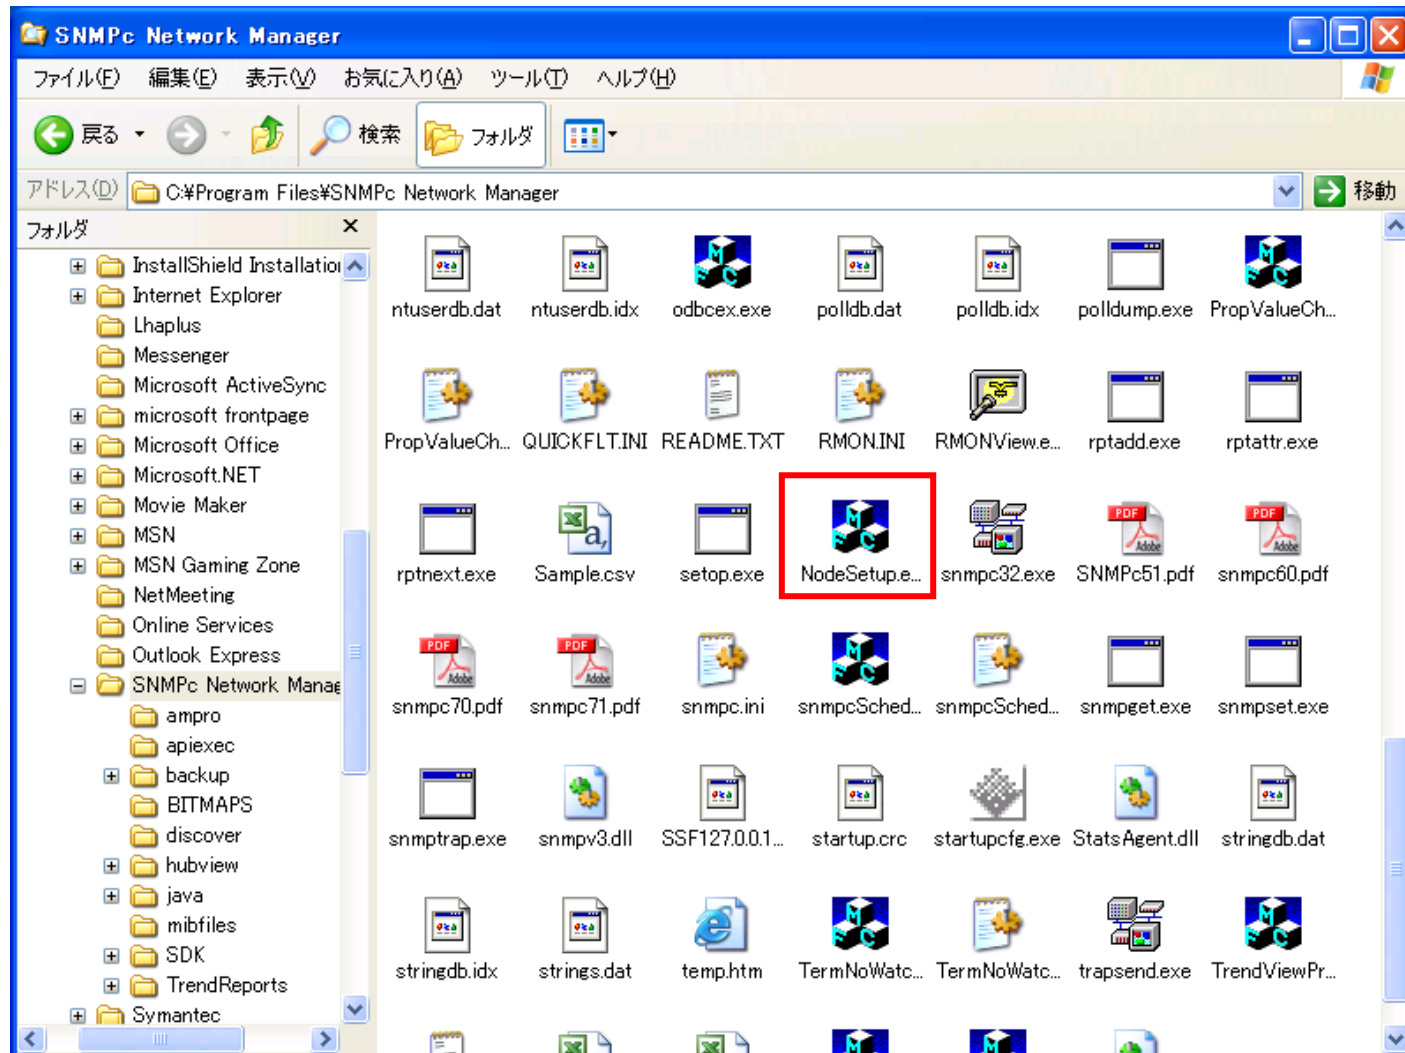 SNMPc Network Manager
ファイル(F) 編集(E) 表示(V) お気に入り(A) ツール(T) ヘルプ(H)
戻る 検索 フォルダ
アドレス(D) C:¥Program Files¥SNMPc Network Manager 移動
フォルダ
InstallShield Installatio
Internet Explorer
Lhaplus
Messenger
Microsoft ActiveSync
microsoft frontpage
Microsoft Office
Microsoft.NET
Movie Maker
MSN
MSN Gaming Zone
NetMeeting
Online Services
Outlook Express
SNMPc Network Manag
ampro
apiexec
backup
BITMAPS
discover
hubview
java
mibfiles
SDK
TrendReports
Symantec
ntuserdb.dat ntuserdb.idx odbcex.exe polldb.dat polldb.idx polldump.exe PropValueCh...
PropValueCh... QUICKFLT.INI README.TXT RMON.INI RMONView.e... rptadd.exe rptattr.exe
rptnext.exe Sample.csv setop.exe NodeSetup.e... snmpc32.exe SNMPc51.pdf snmpc60.pdf
snmpc70.pdf snmpc71.pdf snmpc.ini snmpcSched... snmpcSched... snmpget.exe snmpset.exe
snmptrap.exe snmpv3.dll SSF127.0.0.1... startup.crc startupcfg.exe StatsAgent.dll stringdb.dat
stringdb.idx strings.dat temp.htm TermNoWatc... TermNoWatc... trapsend.exe TrendViewPr...